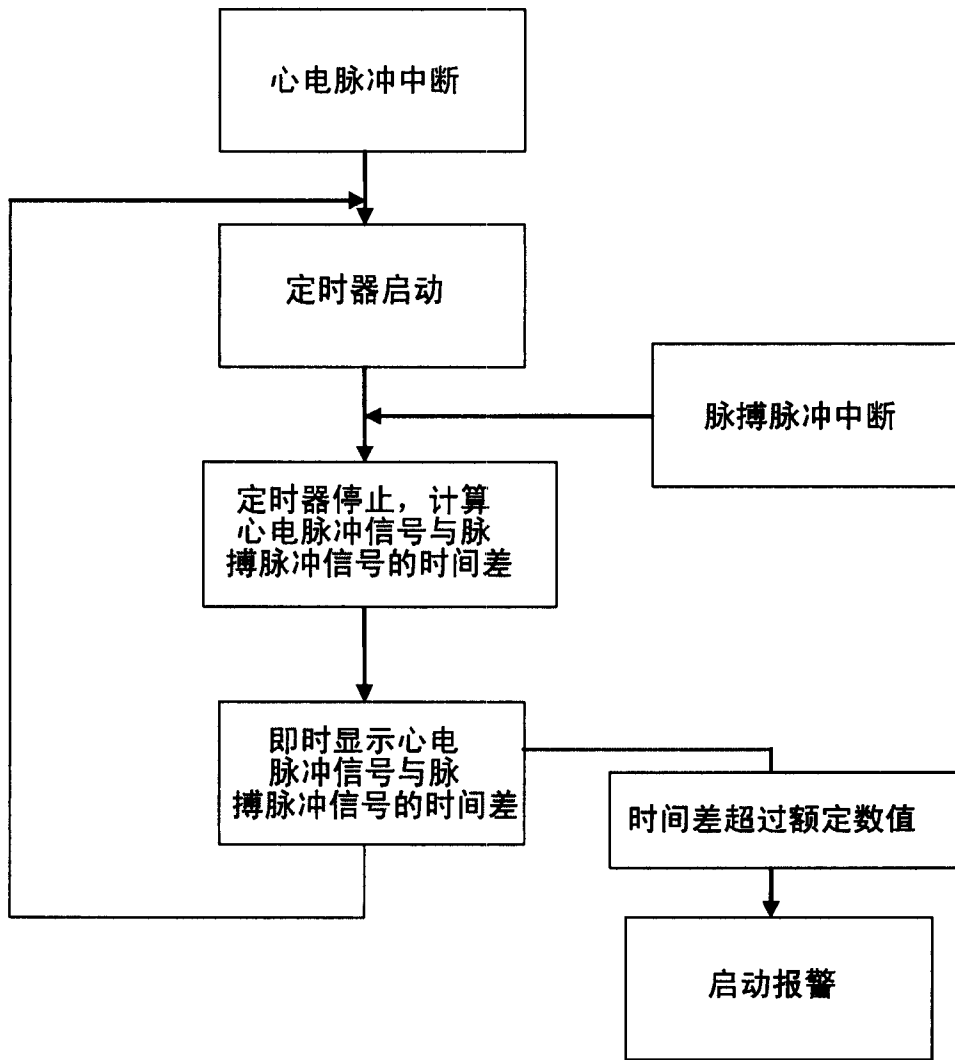 心电脉冲中断
定时器启动
脉搏脉冲中断
定时器停止，计算
心电脉冲信号与脉
搏脉冲信号的时间差
即时显示心电
脉冲信号与脉
搏脉冲信号的时间差
时间差超过额定数值
启动报警